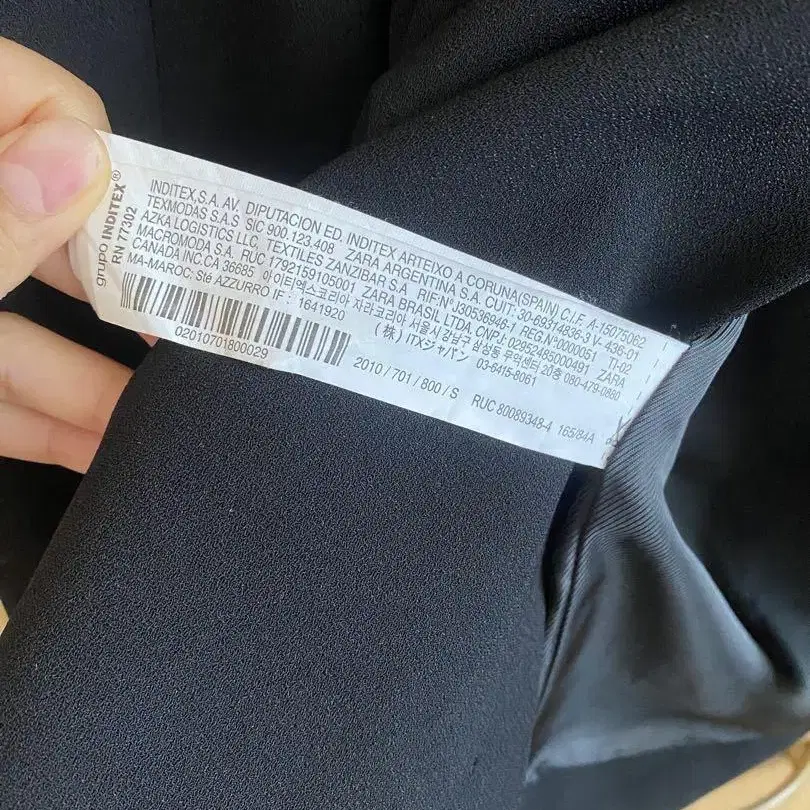 grupo INDITEX®
RN 77302
INDITEX,S.A. AV. DIPUTACION ED. INDITEX ARTEIXO A CORUNA(SPAIN) C.I.F. A-15075062
TEXMODAS S.A.S SIC 900.123.408 ZARA ARGENTINA S.A. CUIT: 30-69314836-3 V- 436-01
AZKA LOGISTICS LLC, TEXTILES ZANZIBAR S.A. RIF:Nº J30536946-1 REG.Nº0000051 TI-02
MACROMODA S.A. RUC 1792159105001 ZARA BRASIL LTDA. CNPJ: 02952485000491 ZARA
CANADA INC.CA 36685 아이티엑스코리아 자라코리아 서울시강남구 삼성동 무역센터 20층 080-479-0880
MA-MAROC: Sté AZZURRO IF : 1641920 (株) ITXジャパン 03-6415-8061
02010701800029
2010 / 701 / 800 / S RUC 80089348-4 165/84A